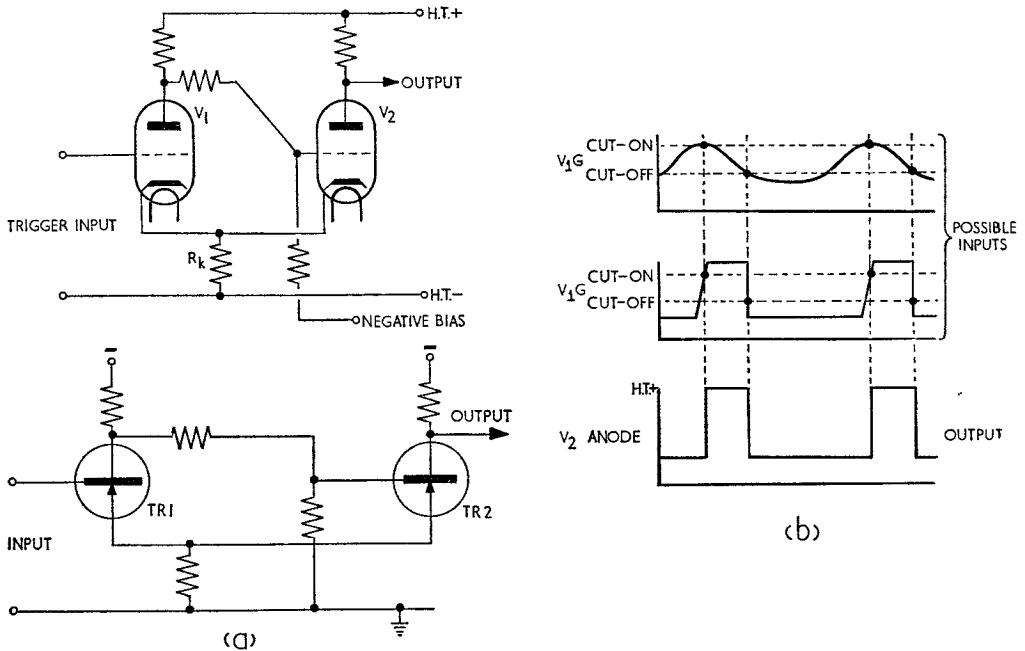 H.T.+
OUTPUT
V1
V2
TRIGGER INPUT
Rk
H.T.-
NEGATIVE BIAS
OUTPUT
TR1
TR2
INPUT
(a)
CUT-ON
V1G
CUT-OFF
POSSIBLE
INPUTS
CUT-ON
V1G
CUT-OFF
H.T.+
V2 ANODE
OUTPUT
(b)